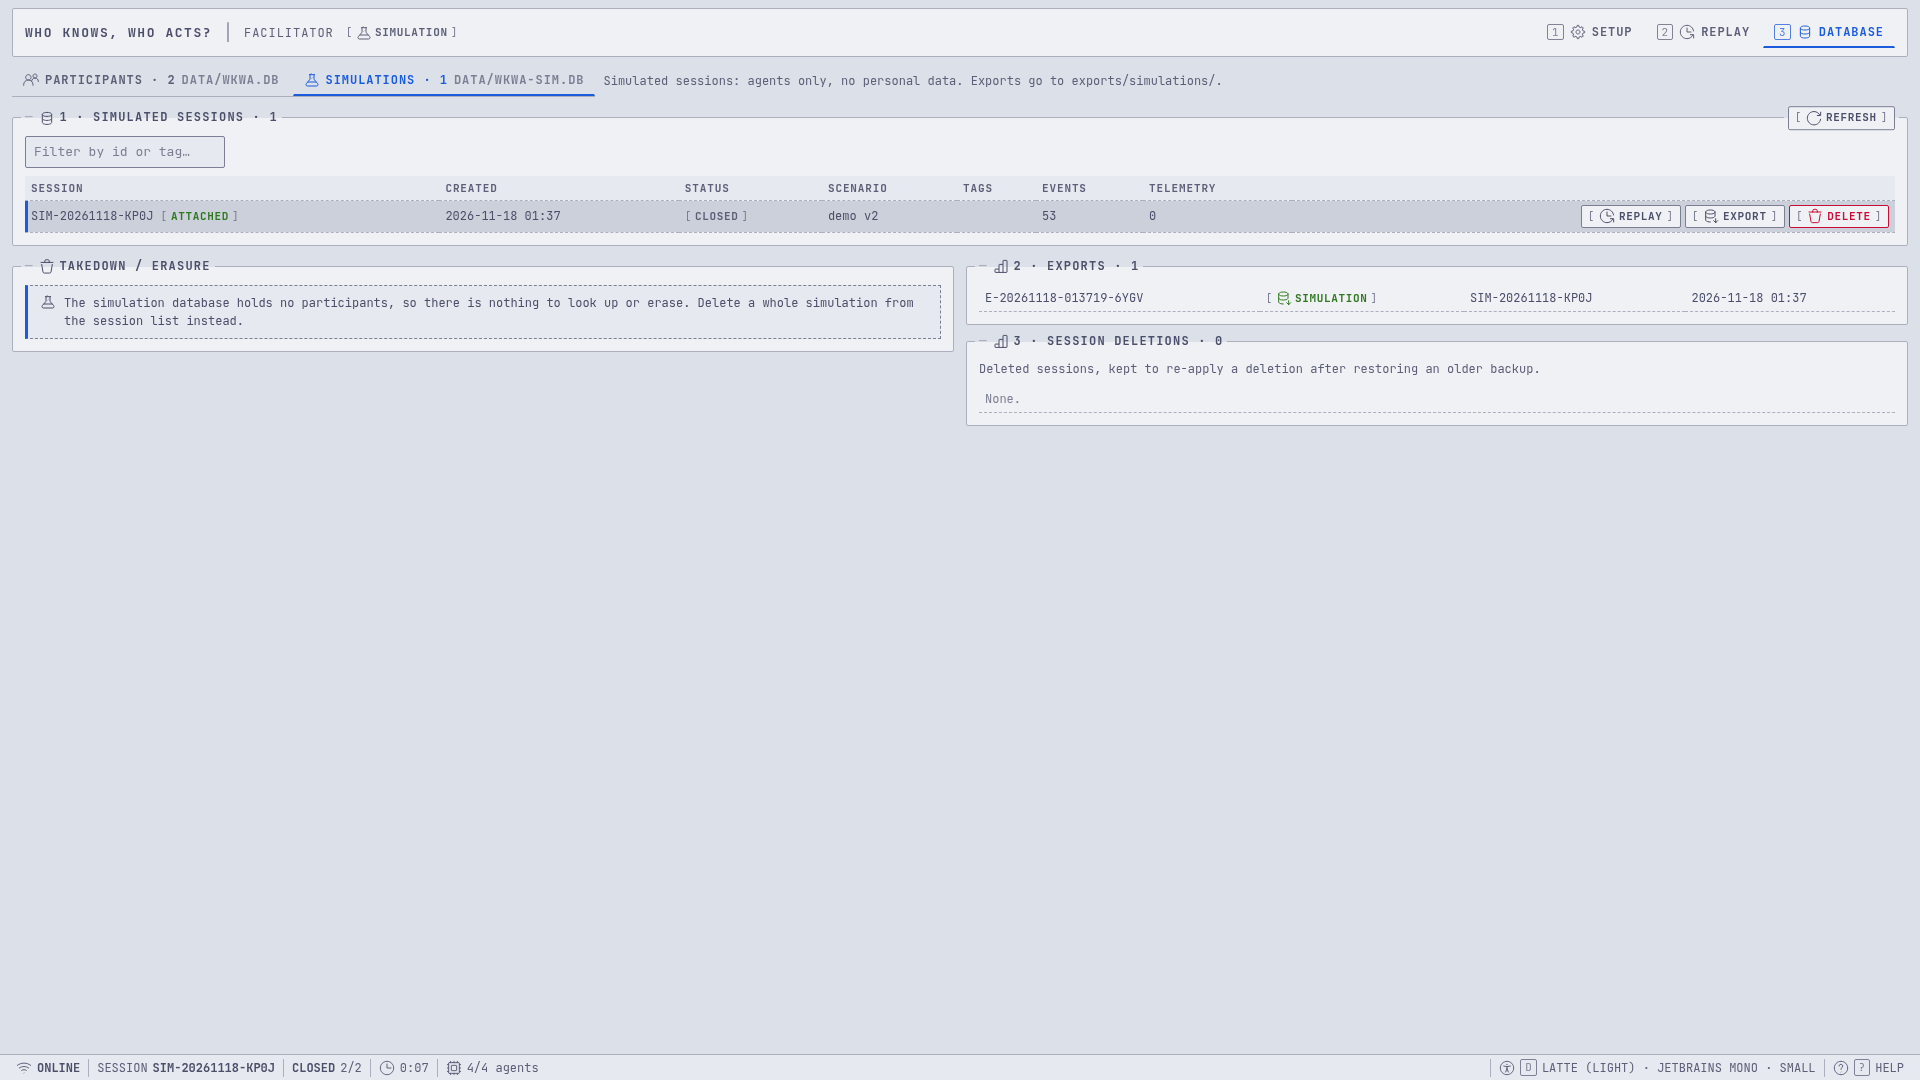 WHO KNOWS, WHO ACTS? FACILITATOR [ SIMULATION ] 1 SETUP 2 REPLAY 3 DATABASE
PARTICIPANTS · 2 DATA/WKWA.DB SIMULATIONS · 1 DATA/WKWA-SIM.DB Simulated sessions: agents only, no personal data. Exports go to exports/simulations/.
1 · SIMULATED SESSIONS · 1 [ REFRESH ]
Filter by id or tag…
SESSION CREATED STATUS SCENARIO TAGS EVENTS TELEMETRY
SIM-20261118-KP0J [ ATTACHED ] 2026-11-18 01:37 [ CLOSED ] demo v2 53 0 [ REPLAY ] [ EXPORT ] [ DELETE ]
TAKEDOWN / ERASURE
The simulation database holds no participants, so there is nothing to look up or erase. Delete a whole simulation from
the session list instead.
2 · EXPORTS · 1
E-20261118-013719-6YGV [ SIMULATION ] SIM-20261118-KP0J 2026-11-18 01:37
3 · SESSION DELETIONS · 0
Deleted sessions, kept to re-apply a deletion after restoring an older backup.
None.
ONLINE SESSION SIM-20261118-KP0J CLOSED 2/2 0:07 4/4 agents D LATTE (LIGHT) · JETBRAINS MONO · SMALL ? HELP